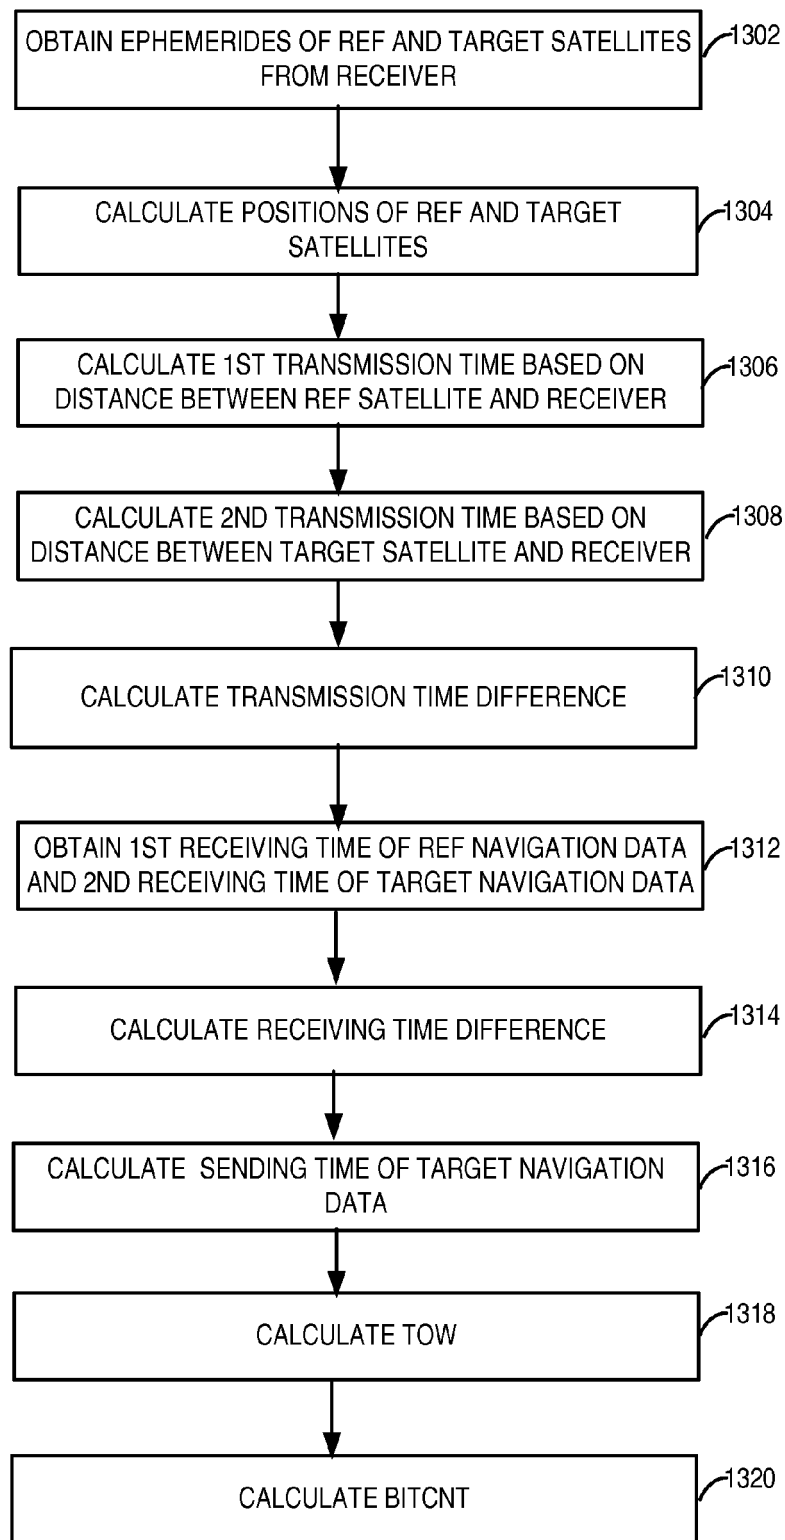 OBTAIN EPHEMERIDES OF REF AND TARGET SATELLITES
FROM RECEIVER
1302
CALCULATE POSITIONS OF REF AND TARGET
SATELLITES
1304
CALCULATE 1ST TRANSMISSION TIME BASED ON
DISTANCE BETWEEN REF SATELLITE AND RECEIVER
1306
CALCULATE 2ND TRANSMISSION TIME BASED ON
DISTANCE BETWEEN TARGET SATELLITE AND RECEIVER
1308
CALCULATE TRANSMISSION TIME DIFFERENCE
1310
OBTAIN 1ST RECEIVING TIME OF REF NAVIGATION DATA
AND 2ND RECEIVING TIME OF TARGET NAVIGATION DATA
1312
CALCULATE RECEIVING TIME DIFFERENCE
1314
CALCULATE SENDING TIME OF TARGET NAVIGATION
DATA
1316
CALCULATE TOW
1318
CALCULATE BITCNT
1320